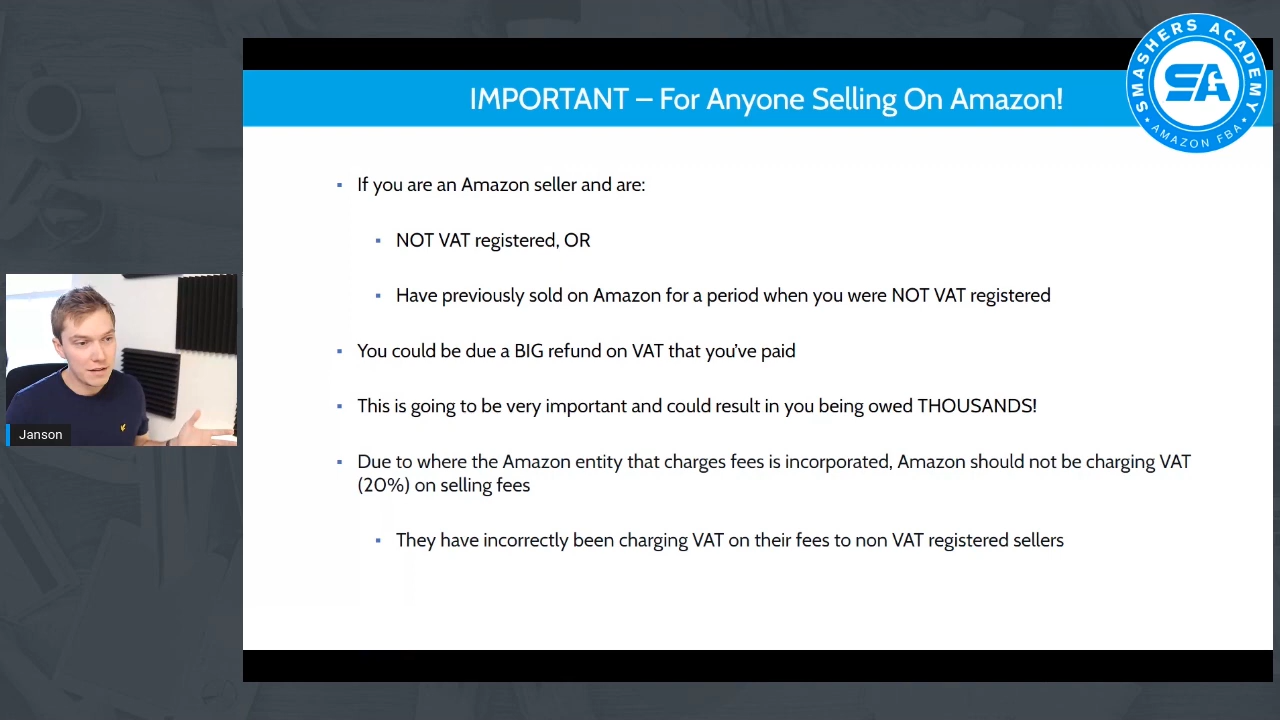 SMASHERS ACADEMY
SA
AMAZON FBA
IMPORTANT – For Anyone Selling On Amazon!
▪ If you are an Amazon seller and are:
▪ NOT VAT registered, OR
▪ Have previously sold on Amazon for a period when you were NOT VAT registered
▪ You could be due a BIG refund on VAT that you've paid
▪ This is going to be very important and could result in you being owed THOUSANDS!
▪ Due to where the Amazon entity that charges fees is incorporated, Amazon should not be charging VAT
(20%) on selling fees
▪ They have incorrectly been charging VAT on their fees to non VAT registered sellers
Janson